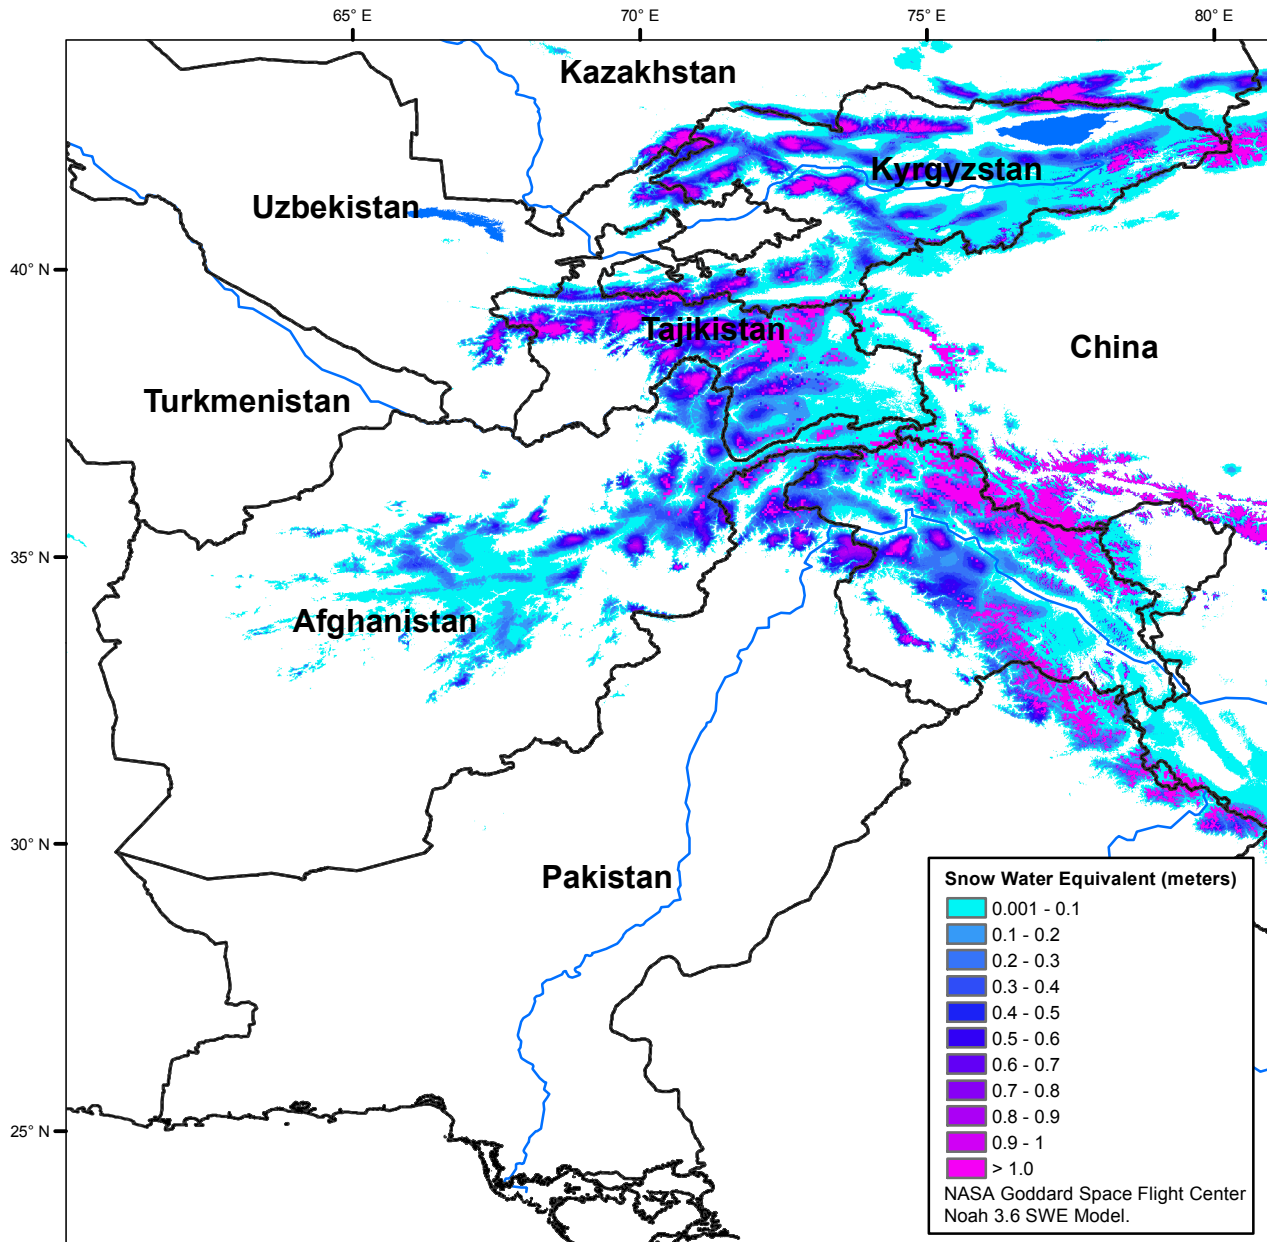 65° E
70° E
75° E
80° E
Kazakhstan
Kyrgyzstan
Uzbekistan
40° N
Tajikistan
China
Turkmenistan
35° N
Afghanistan
30° N
Pakistan
25° N
Snow Water Equivalent (meters)
0.001 - 0.1
0.1 - 0.2
0.2 - 0.3
0.3 - 0.4
0.4 - 0.5
0.5 - 0.6
0.6 - 0.7
0.7 - 0.8
0.8 - 0.9
0.9 - 1
> 1.0
NASA Goddard Space Flight Center
Noah 3.6 SWE Model.